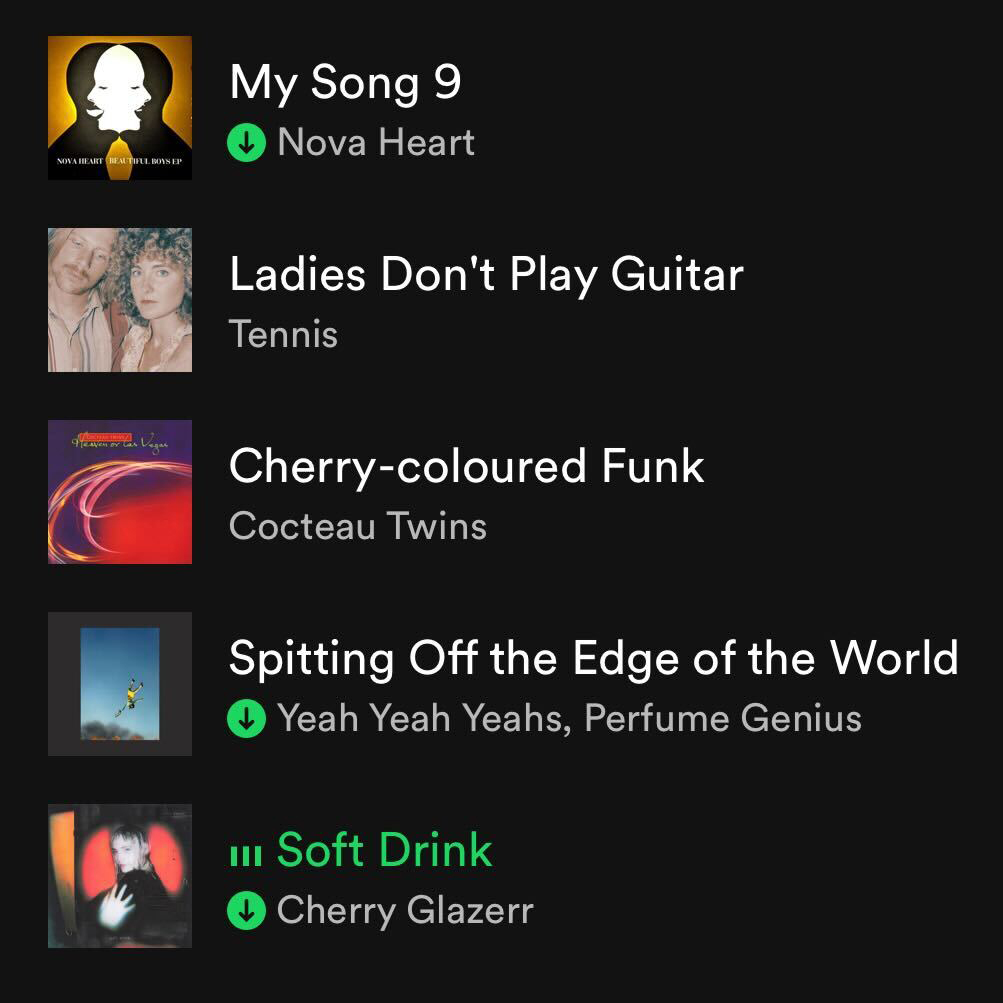 My Song 9
Nova Heart
NOVA HEART BEAUTIFUL BOYS EP
Ladies Don't Play Guitar
Tennis
Cherry-coloured Funk
Cocteau Twins
COCTEAU TWINS
Heaven or Las Vegas
Spitting Off the Edge of the World
Yeah Yeah Yeahs, Perfume Genius
Soft Drink
Cherry Glazerr